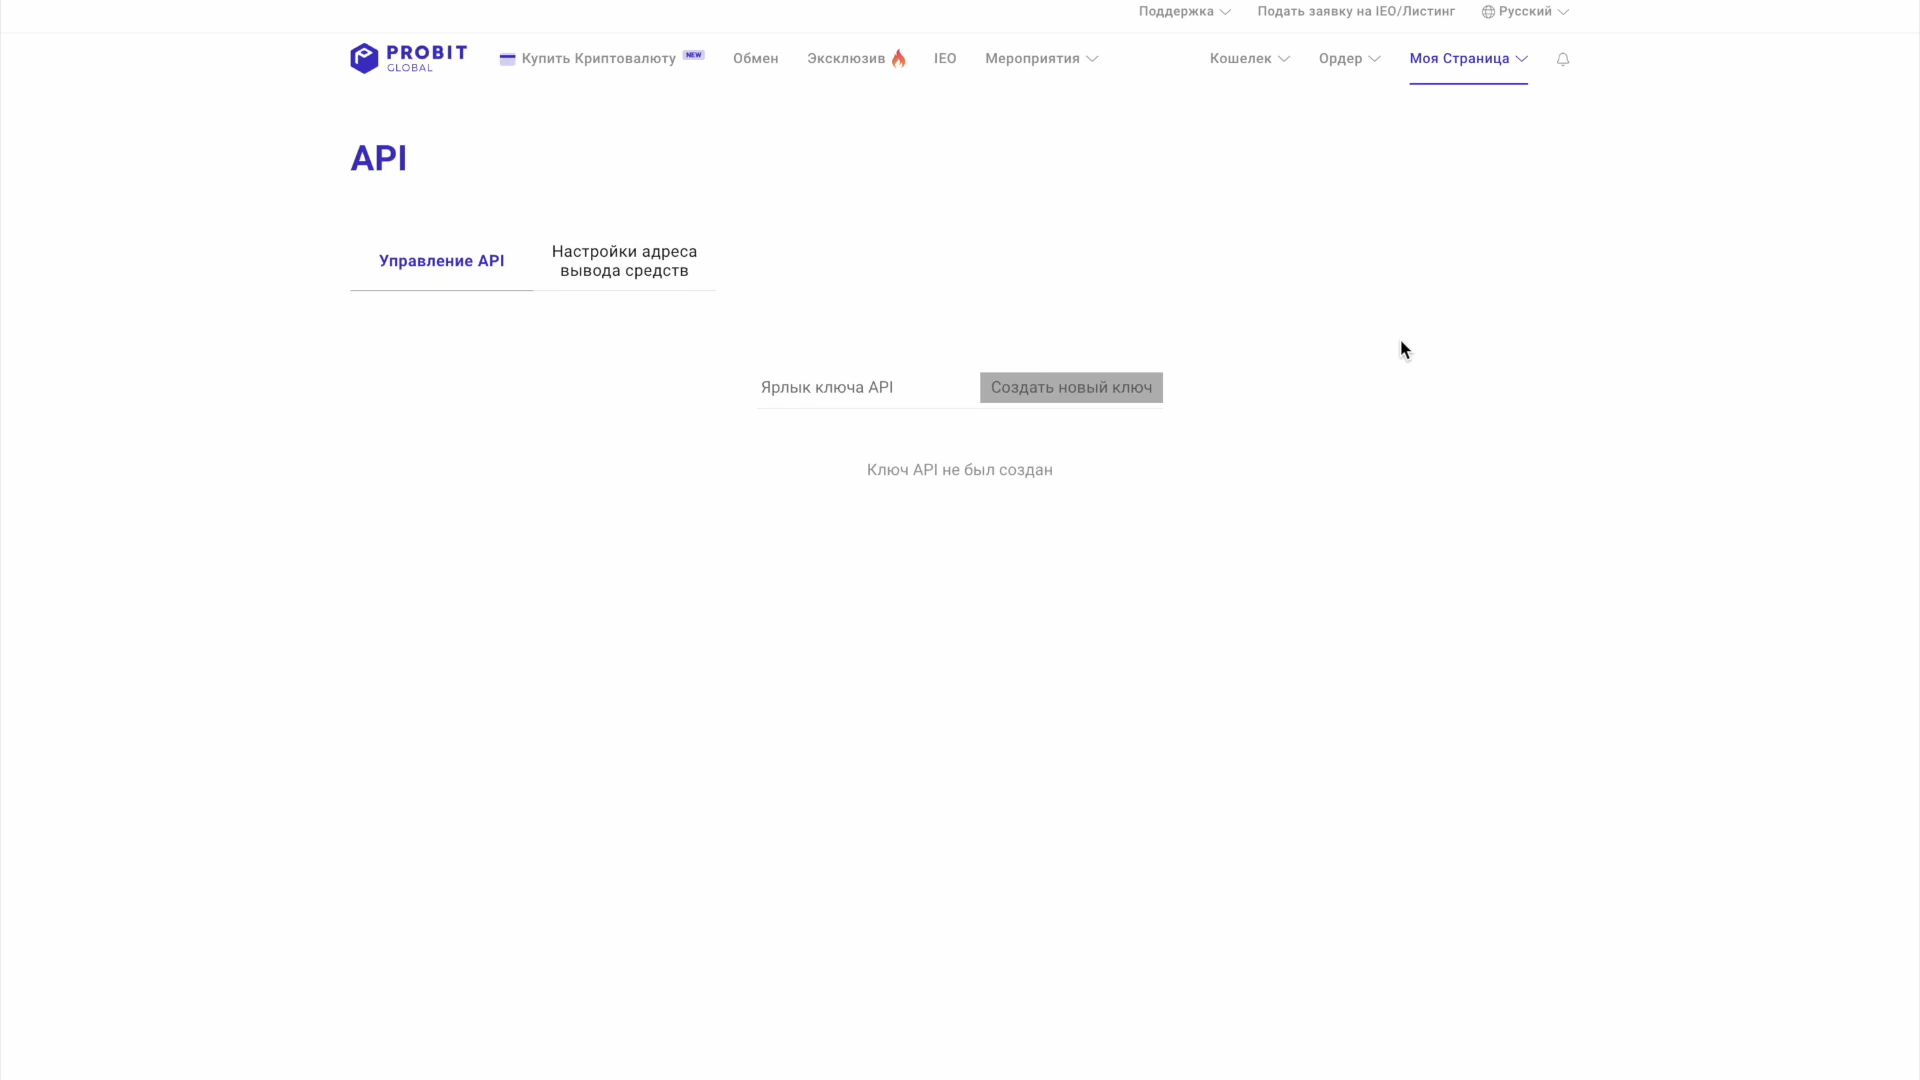 Поддержка
Подать заявку на IEO/Листинг
Русский
PROBIT
GLOBAL
Купить Криптовалюту NEW
Обмен
Эксклюзив
IEO
Мероприятия
Кошелек
Ордер
Моя Страница
API
Управление API
Настройки адреса
вывода средств
Ярлык ключа API
Создать новый ключ
Ключ API не был создан